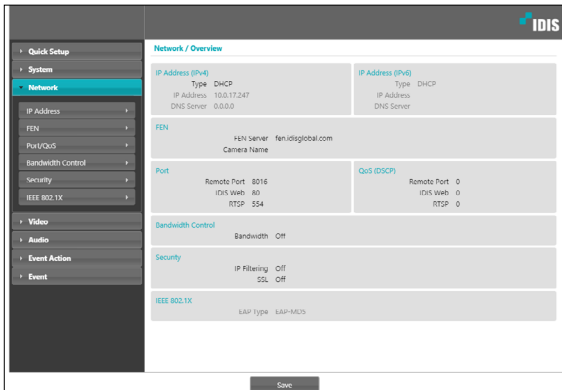 IDIS
Quick Setup
System
Network
IP Address
FEN
Port/QoS
Bandwidth Control
Security
IEEE 802.1X
Video
Audio
Event Action
Event
Network / Overview
IP Address (IPv4)
Type DHCP
IP Address 10.0.17.247
DNS Server 0.0.0.0
IP Address (IPv6)
Type DHCP
IP Address
DNS Server
FEN
FEN Server fen.idisglobal.com
Camera Name
Port
Remote Port 8016
IDIS Web 80
RTSP 554
QoS (DSCP)
Remote Port 0
IDIS Web 0
RTSP 0
Bandwidth Control
Bandwidth Off
Security
IP Filtering Off
SSL Off
IEEE 802.1X
EAP Type EAP-MD5
Save